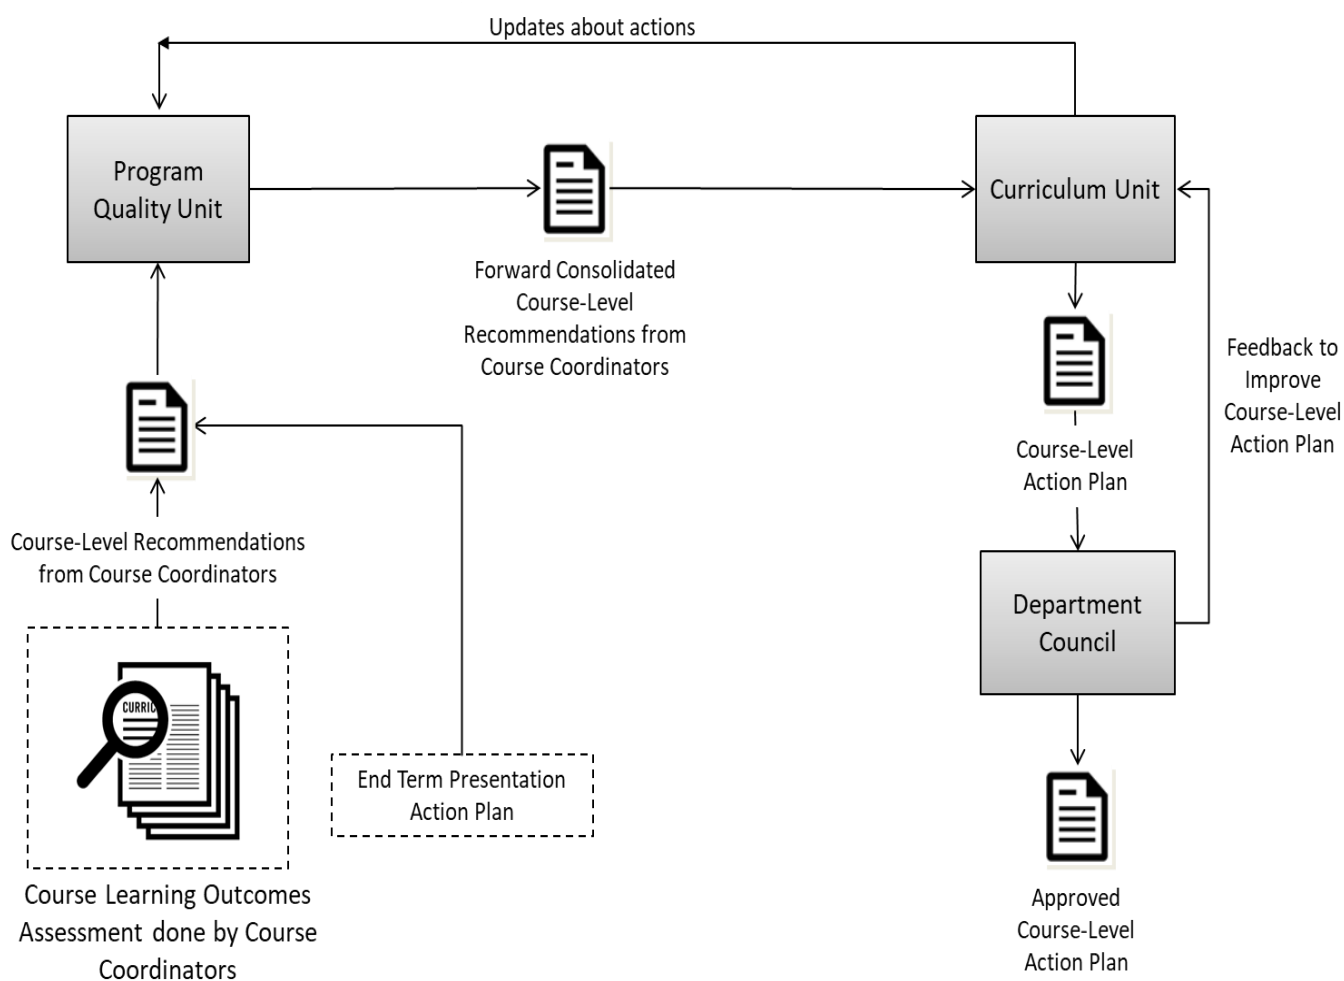 Updates about actions
Program
Quality Unit
Curriculum Unit
Forward Consolidated
Course-Level
Recommendations from
Course Coordinators
Feedback to
Improve
Course-Level
Action Plan
Course-Level
Action Plan
Course-Level Recommendations
from Course Coordinators
Department
Council
CURRIC
End Term Presentation
Action Plan
Course Learning Outcomes
Assessment done by Course
Coordinators
Approved
Course-Level
Action Plan